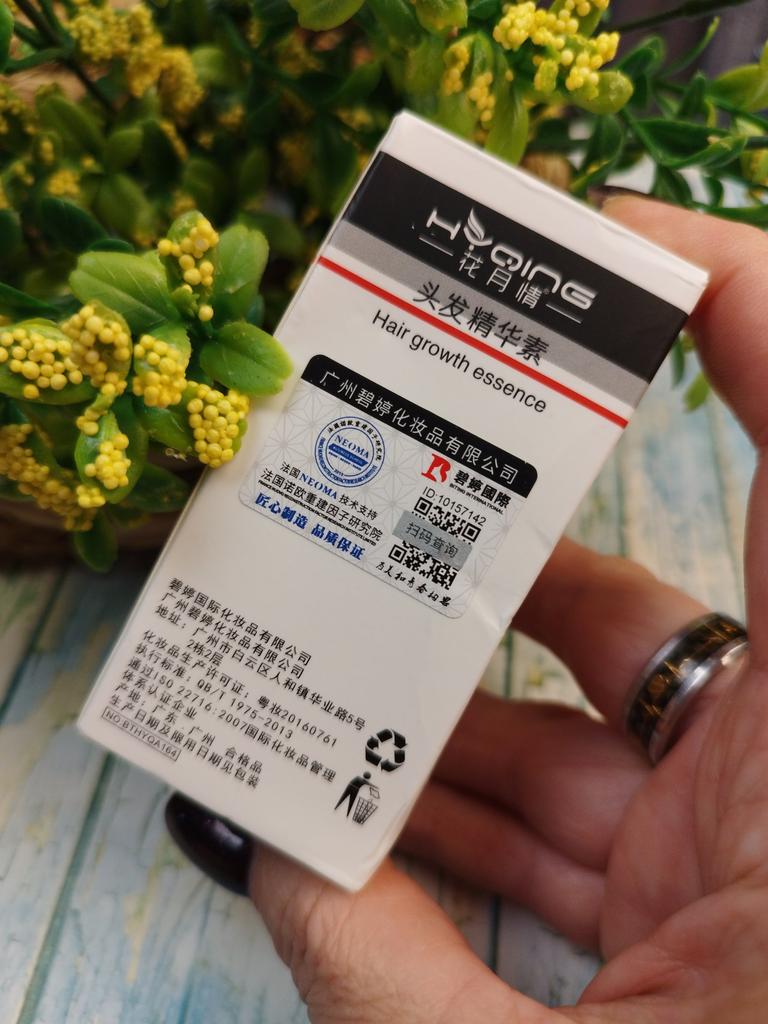 HYQING
花月情®
头发精华素
Hair growth essence
广州碧婷化妆品有限公司
NEOMA
法国NEOMA技术支持
法国诺欧重建因子研究院
匠心制造 品质保证
碧婷國際
BITING INTERNATIONAL
ID:10157142
扫码查询
碧婷国际化妆品有限公司
广州碧婷化妆品有限公司
地址：广州市白云区人和镇华业路5号
2栋2层
化妆品生产许可证：粤妆20160761
执行标准：QB/T 1975-2013
通过ISO 22716:2007国际化妆品管理
体系认证企业
产地：广东 广州 合格品
生产日期及限用日期见包装
NO.BTHYQA164